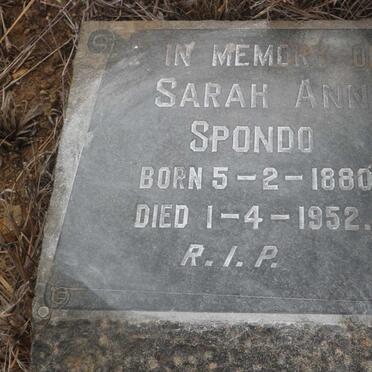 IN MEMORY O
SARAH ANN
SPONDO
BORN 5-2-1880
DIED 1-4-1952.
R.I.P.